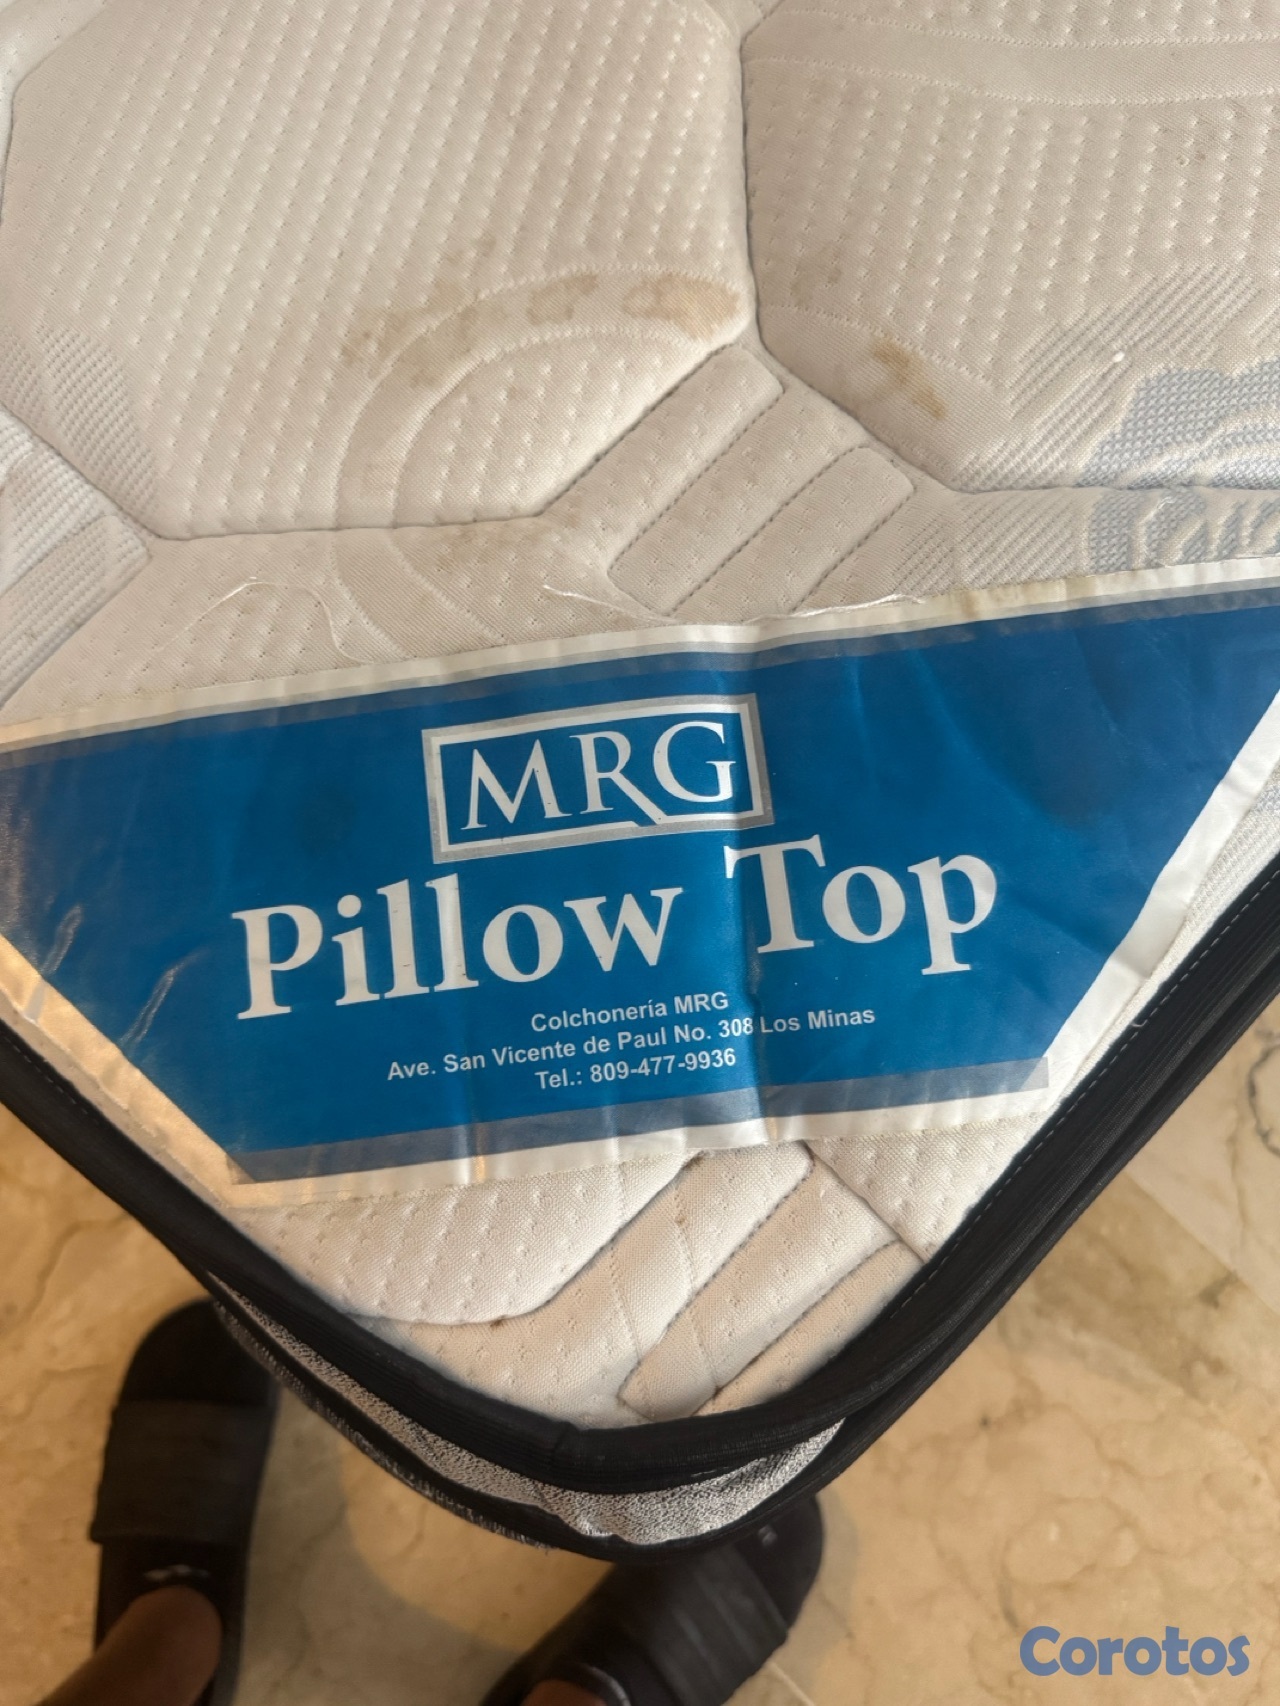 MRG
Pillow Top
Colchonería MRG
Ave. San Vicente de Paul No. 308 Los Minas
Tel.: 809-477-9936
Corotos